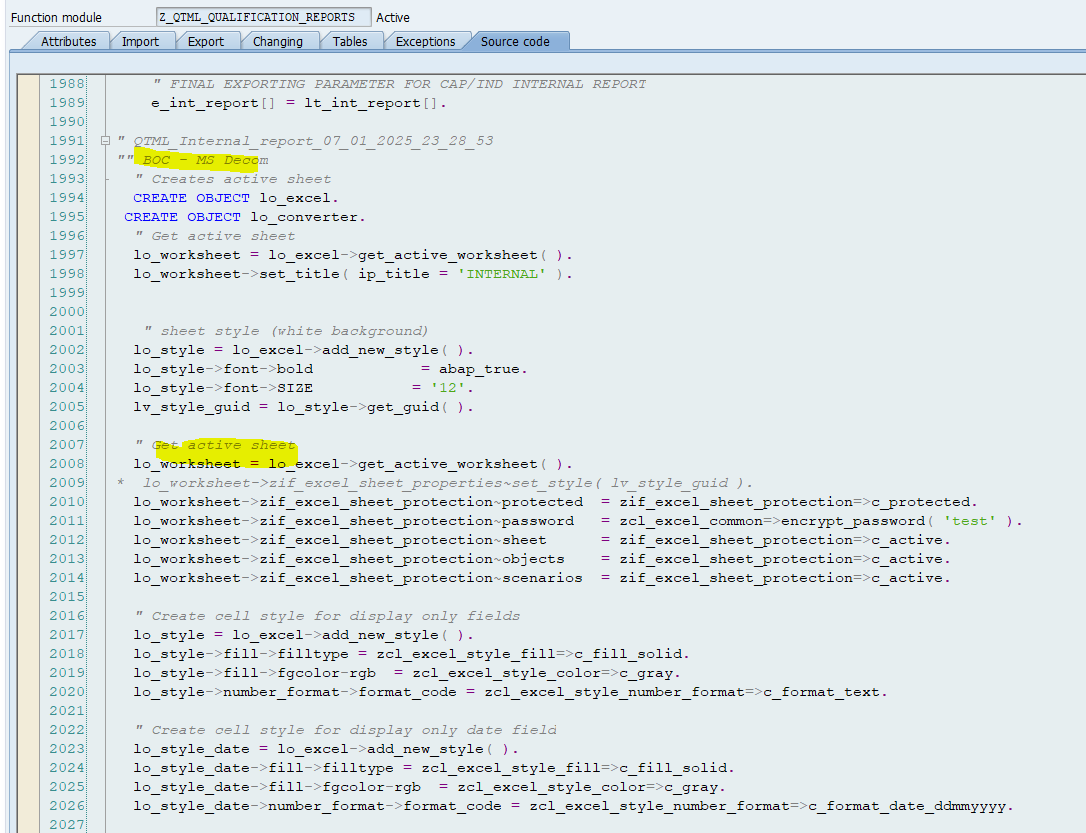 Function module Z_QTML_QUALIFICATION_REPORTS Active
Attributes Import Export Changing Tables Exceptions Source code
1988 " FINAL EXPORTING PARAMETER FOR CAP/IND INTERNAL REPORT
1989 e_int_report[] = lt_int_report[].
1990
1991 " QTML_Internal_report_07_01_2025_23_28_53
1992 "" BOC - MS Decom
1993 " Creates active sheet
1994 CREATE OBJECT lo_excel.
1995 CREATE OBJECT lo_converter.
1996 " Get active sheet
1997 lo_worksheet = lo_excel->get_active_worksheet( ).
1998 lo_worksheet->set_title( ip_title = 'INTERNAL' ).
1999
2000
2001 " sheet style (white background)
2002 lo_style = lo_excel->add_new_style( ).
2003 lo_style->font->bold = abap_true.
2004 lo_style->font->SIZE = '12'.
2005 lv_style_guid = lo_style->get_guid( ).
2006
2007 " Get active sheet
2008 lo_worksheet = lo_excel->get_active_worksheet( ).
2009 * lo_worksheet->zif_excel_sheet_properties~set_style( lv_style_guid ).
2010 lo_worksheet->zif_excel_sheet_protection~protected = zif_excel_sheet_protection=>c_protected.
2011 lo_worksheet->zif_excel_sheet_protection~password = zcl_excel_common=>encrypt_password( 'test' ).
2012 lo_worksheet->zif_excel_sheet_protection~sheet = zif_excel_sheet_protection=>c_active.
2013 lo_worksheet->zif_excel_sheet_protection~objects = zif_excel_sheet_protection=>c_active.
2014 lo_worksheet->zif_excel_sheet_protection~scenarios = zif_excel_sheet_protection=>c_active.
2015
2016 " Create cell style for display only fields
2017 lo_style = lo_excel->add_new_style( ).
2018 lo_style->fill->filltype = zcl_excel_style_fill=>c_fill_solid.
2019 lo_style->fill->fgcolor-rgb = zcl_excel_style_color=>c_gray.
2020 lo_style->number_format->format_code = zcl_excel_style_number_format=>c_format_text.
2021
2022 " Create cell style for display only date field
2023 lo_style_date = lo_excel->add_new_style( ).
2024 lo_style_date->fill->filltype = zcl_excel_style_fill=>c_fill_solid.
2025 lo_style_date->fill->fgcolor-rgb = zcl_excel_style_color=>c_gray.
2026 lo_style_date->number_format->format_code = zcl_excel_style_number_format=>c_format_date_ddmmyyyy.
2027